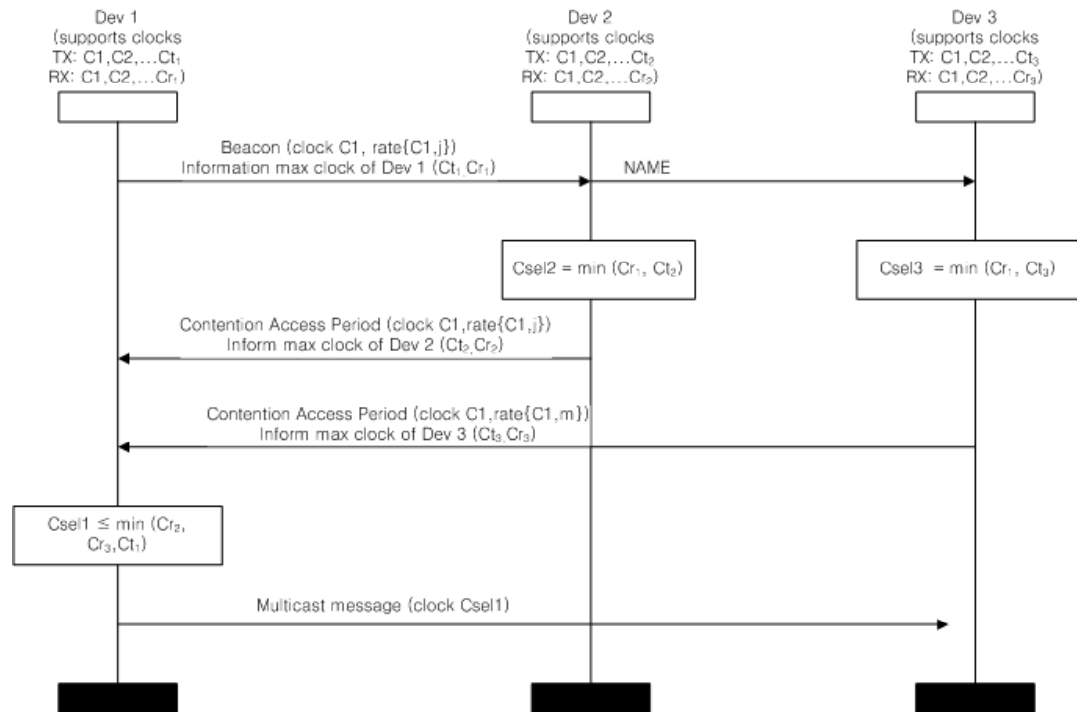 Dev 1
(supports clocks
TX: C1,C2,...Ct₁
RX: C1,C2,...Cr₁)
Dev 2
(supports clocks
TX: C1,C2,...Ct₂
RX: C1,C2,...Cr₂)
Dev 3
(supports clocks
TX: C1,C2,...Ct₃
RX: C1,C2,...Cr₃)
Beacon (clock C1, rate{C1,j})
Information max clock of Dev 1 (Ct₁,Cr₁)
NAME
Csel2 = min (Cr₁, Ct₂)
Csel3 = min (Cr₁, Ct₃)
Contention Access Period (clock C1,rate{C1,j})
Inform max clock of Dev 2 (Ct₂,Cr₂)
Contention Access Period (clock C1,rate{C1,m})
Inform max clock of Dev 3 (Ct₃,Cr₃)
Csel1 ≤ min (Cr₂,
Cr₃,Ct₁)
Multicast message (clock Csel1)